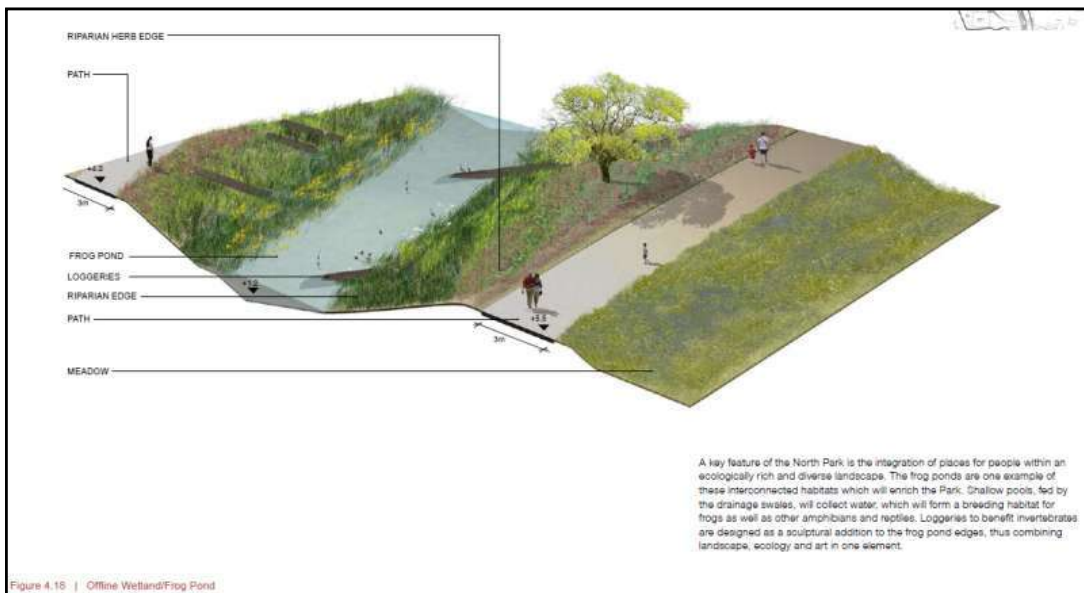 RIPARIAN HERB EDGE
PATH
3m
FROG POND
LOGGERIES
RIPARIAN EDGE
PATH
3m
MEADOW
A key feature of the North Park is the integration of places for people within an
ecologically rich and diverse landscape. The frog ponds are one example of
these interconnected habitats which will enrich the Park. Shallow pools, fed by
the drainage swales, will collect water, which will form a breeding habitat for
frogs as well as other amphibians and reptiles. Loggeries to benefit invertebrates
are designed as a sculptural addition to the frog pond edges, thus combining
landscape, ecology and art in one element.
Figure 4.16 | Offline Wetland/Frog Pond